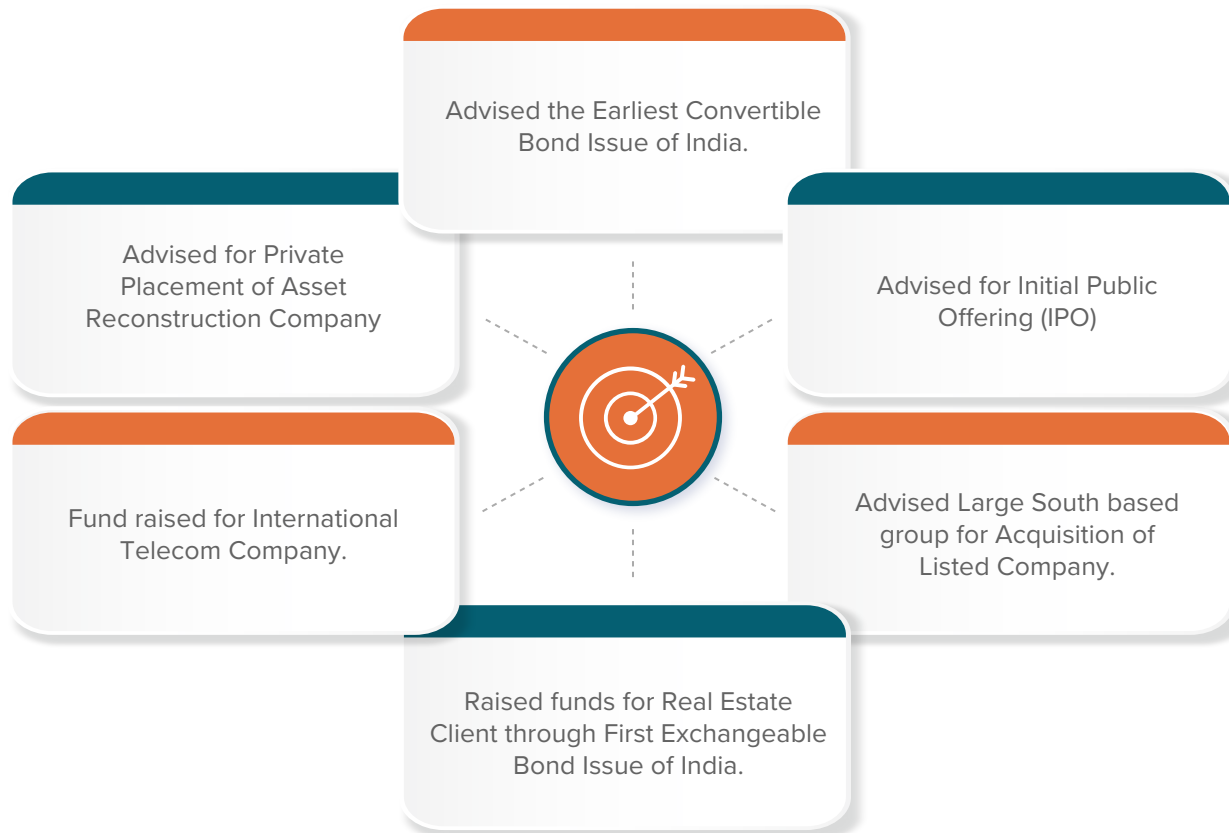 Advised the Earliest Convertible
Bond Issue of India.
Advised for Private
Placement of Asset
Reconstruction Company
Advised for Initial Public
Offering (IPO)
Fund raised for International
Telecom Company.
Advised Large South based
group for Acquisition of
Listed Company.
Raised funds for Real Estate
Client through First Exchangeable
Bond Issue of India.